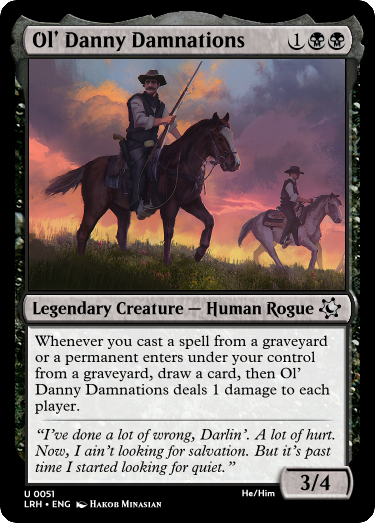 Ol' Danny Damnations 1
Legendary Creature — Human Rogue
Whenever you cast a spell from a graveyard
or a permanent enters under your control
from a graveyard, draw a card, then Ol'
Danny Damnations deals 1 damage to each
player.
“I've done a lot of wrong, Darlin'. A lot of hurt.
Now, I ain't looking for salvation. But it's past
time I started looking for quiet.”
3/4
U 0051 He/Him
LRH • ENG Hakob Minasian